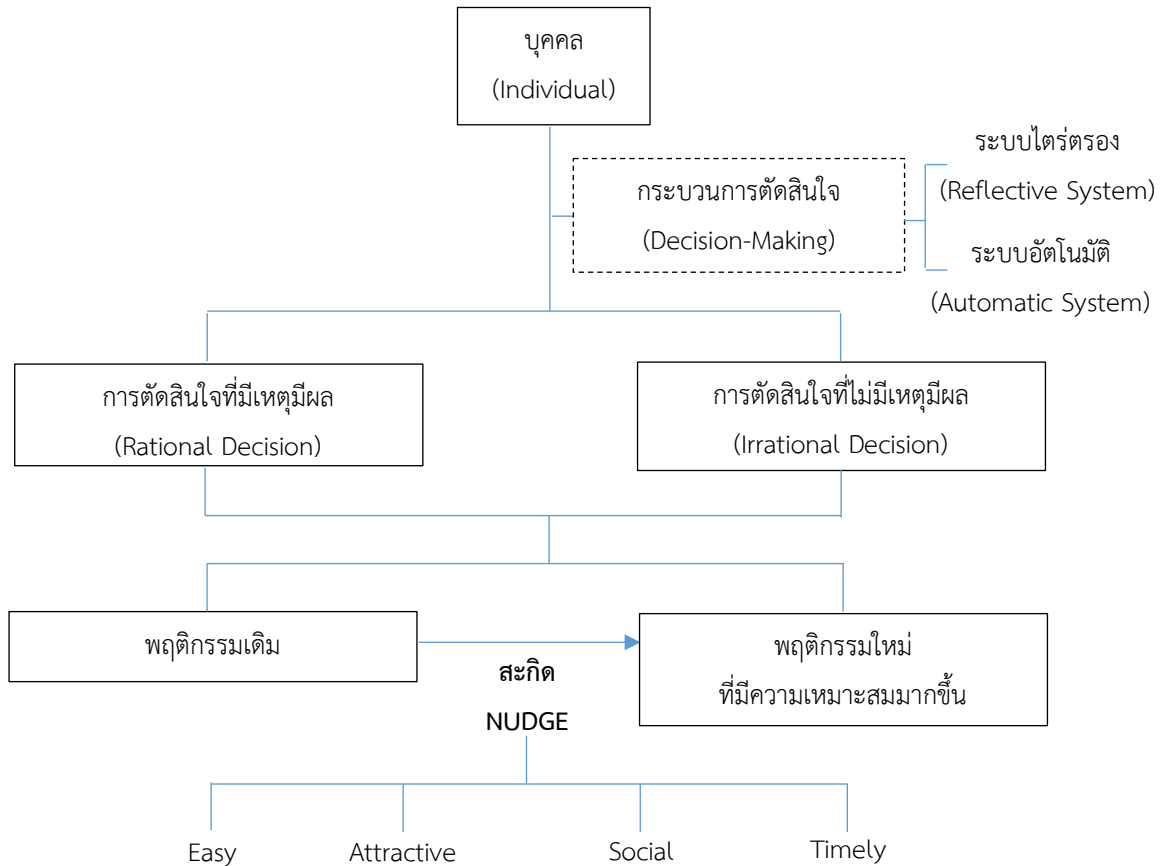 บุคคล
(Individual)
ระบบไตร่ตรอง
(Reflective System)
กระบวนการตัดสินใจ
(Decision-Making)
ระบบอัตโนมัติ
(Automatic System)
การตัดสินใจที่มีเหตุมีผล
(Rational Decision)
การตัดสินใจที่ไม่มีเหตุมีผล
(Irrational Decision)
พฤติกรรมเดิม
สะกิด
NUDGE
พฤติกรรมใหม่
ที่มีความเหมาะสมมากขึ้น
Easy
Attractive
Social
Timely